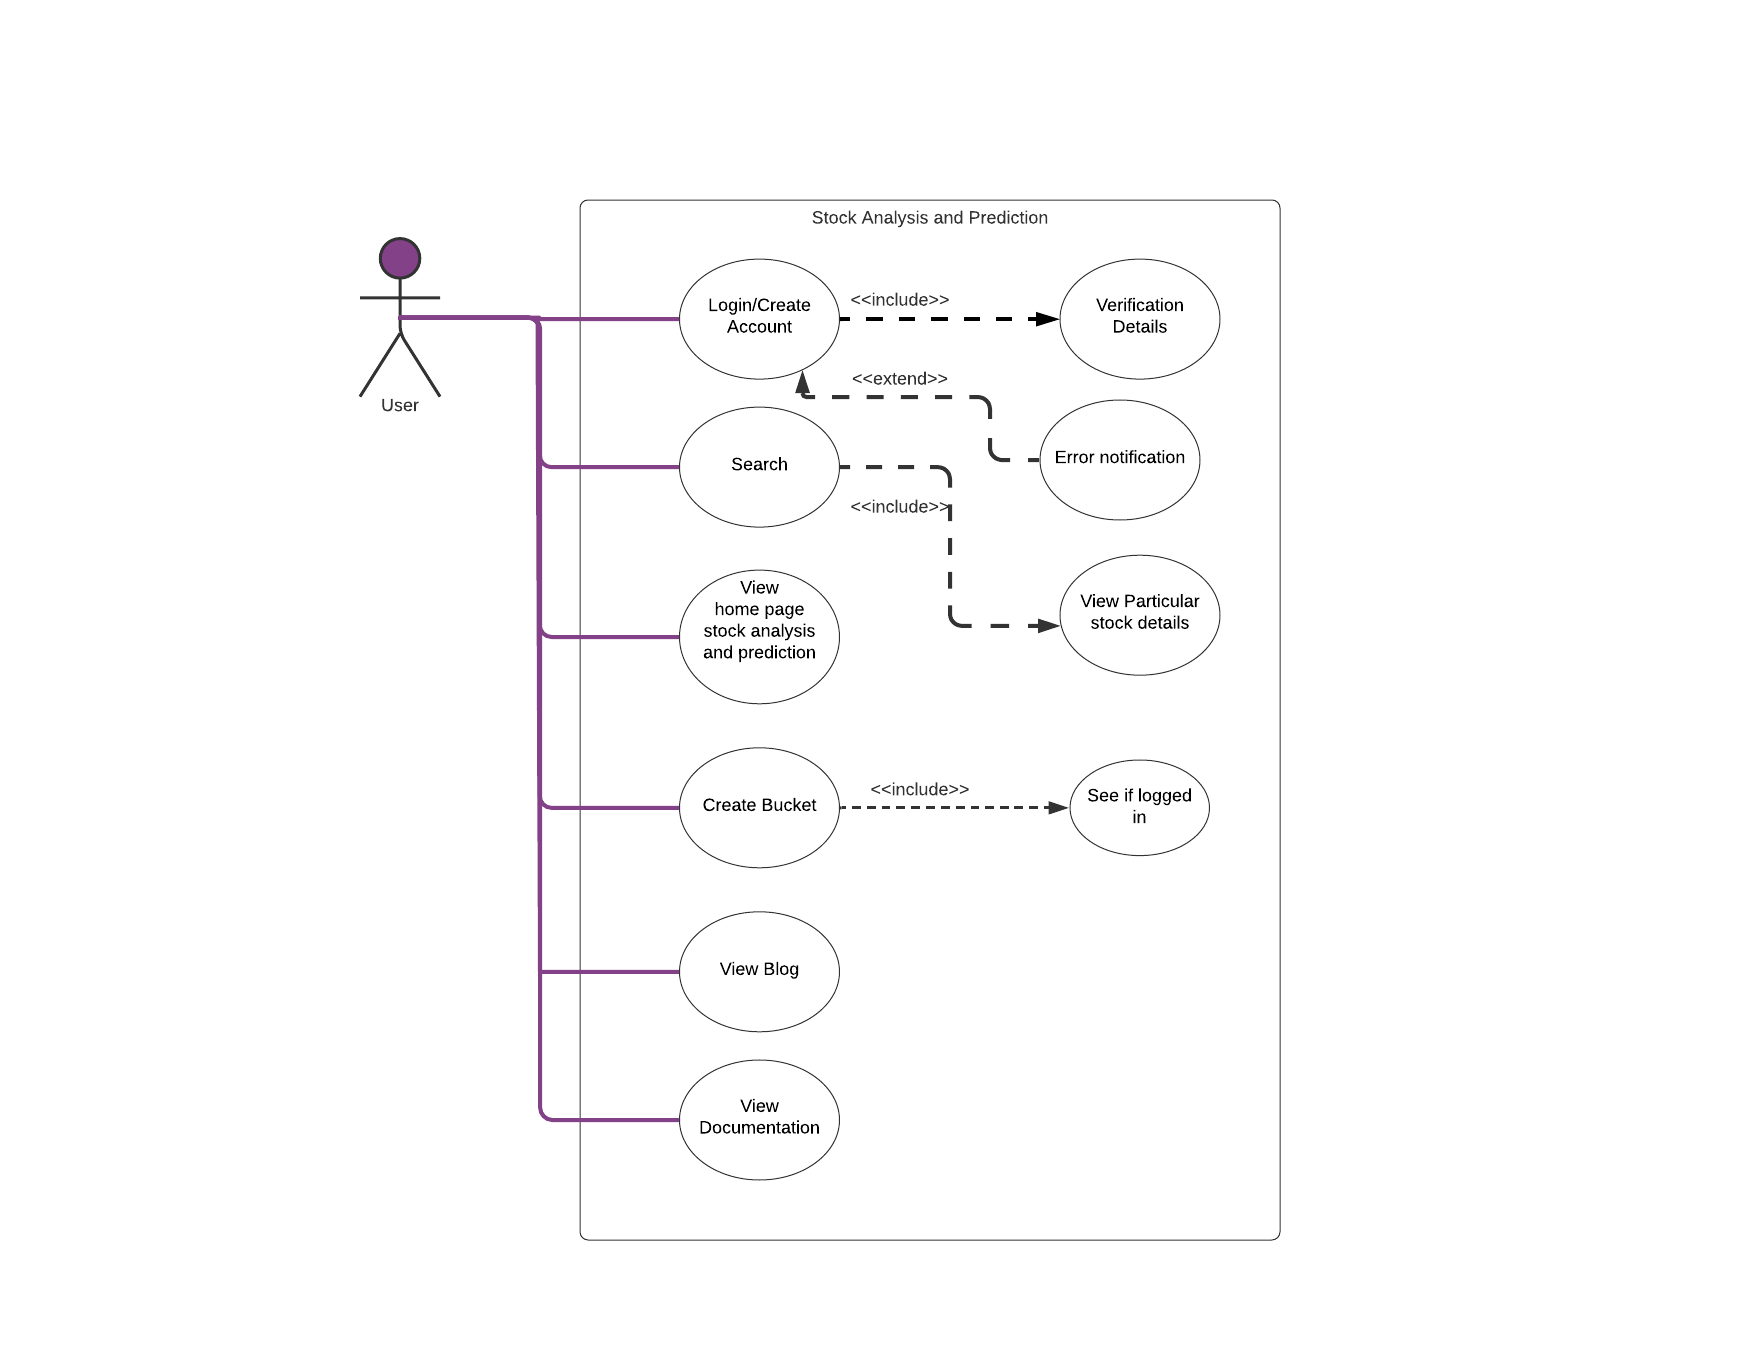 Stock Analysis and Prediction
User
Login/Create
Account
<<include>>
Verification
Details
<<extend>>
Error notification
Search
<<include>>
View Particular
stock details
View
home page
stock analysis
and prediction
Create Bucket
<<include>>
See if logged
in
View Blog
View
Documentation